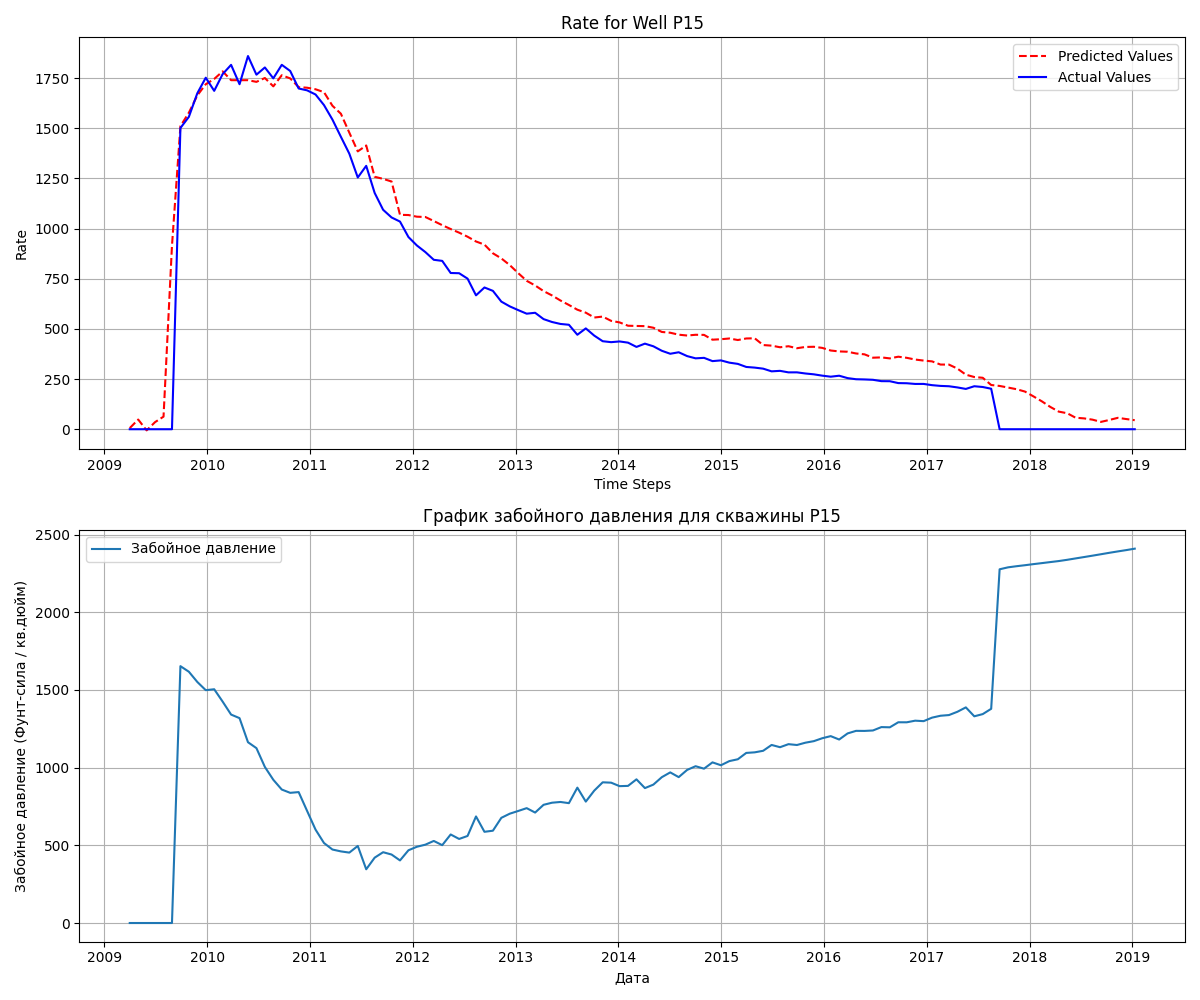 Rate for Well P15
Predicted Values
Actual Values
1750
1500
1250
1000
750
500
250
0
Rate
2009 2010 2011 2012 2013 2014 2015 2016 2017 2018 2019
Time Steps
График забойного давления для скважины P15
Забойное давление
2500
2000
1500
1000
500
0
Забойное давление (Фунт-сила / кв.дюйм)
2009 2010 2011 2012 2013 2014 2015 2016 2017 2018 2019
Дата